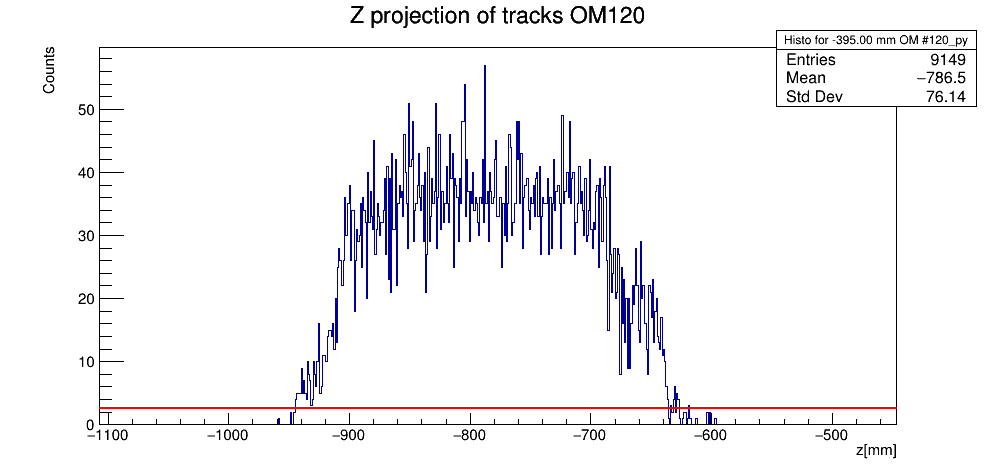 Z projection of tracks OM120
Histo for -395.00 mm OM #120_py
Entries 9149
Mean −786.5
Std Dev 76.14
Counts
50
40
30
20
10
0
−1100 −1000 −900 −800 −700 −600 −500
z[mm]